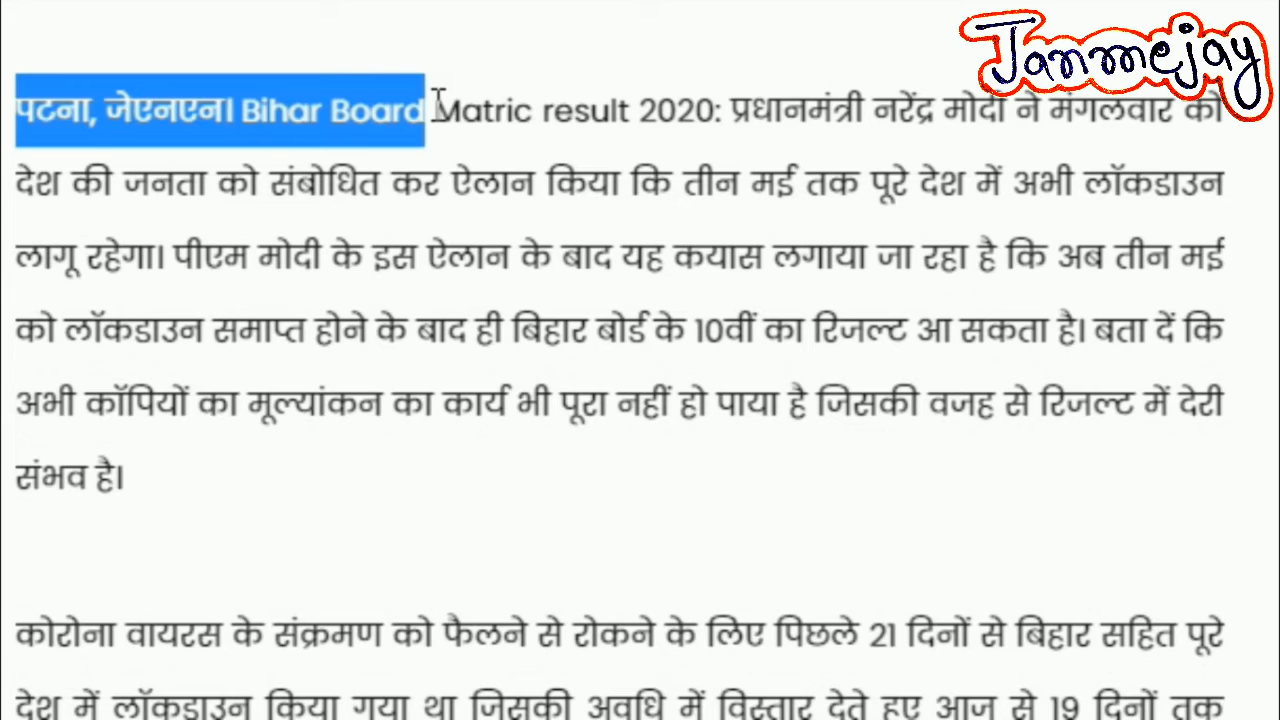 Janmejay
पटना, जेएनएन। Bihar Board Matric result 2020: प्रधानमंत्री नरेंद्र मोदी ने मंगलवार को
देश की जनता को संबोधित कर ऐलान किया कि तीन मई तक पूरे देश में अभी लॉकडाउन
लागू रहेगा। पीएम मोदी के इस ऐलान के बाद यह कयास लगाया जा रहा है कि अब तीन मई
को लॉकडाउन समाप्त होने के बाद ही बिहार बोर्ड के 10वीं का रिजल्ट आ सकता है। बता दें कि
अभी कॉपियों का मूल्यांकन का कार्य भी पूरा नहीं हो पाया है जिसकी वजह से रिजल्ट में देरी
संभव है।
कोरोना वायरस के संक्रमण को फैलने से रोकने के लिए पिछले 21 दिनों से बिहार सहित पूरे
देश में लॉकडाउन किया गया था जिसकी अवधि में विस्तार देते हुए आज से 19 दिनों तक